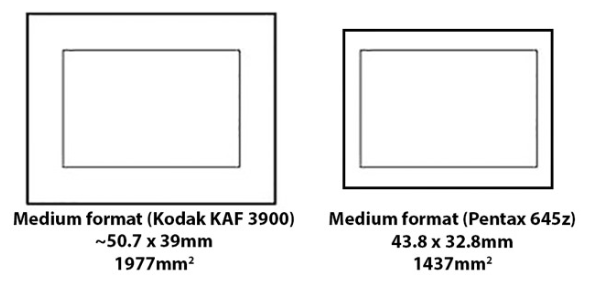 Medium format (Kodak KAF 3900)
~50.7 x 39mm
1977mm²
Medium format (Pentax 645z)
43.8 x 32.8mm
1437mm²